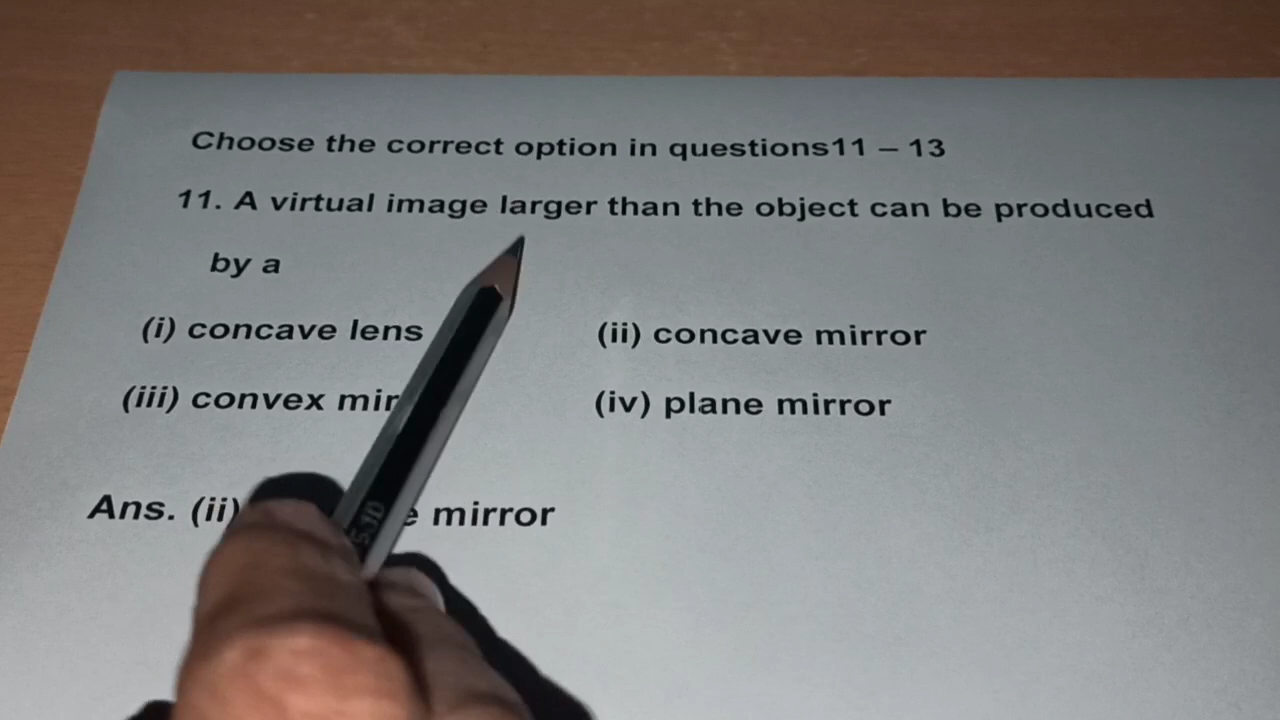 Choose the correct option in questions11 – 13
11. A virtual image larger than the object can be produced
by a
(i) concave lens (ii) concave mirror
(iii) convex (iv) plane mirror
Ans. (ii) mirror